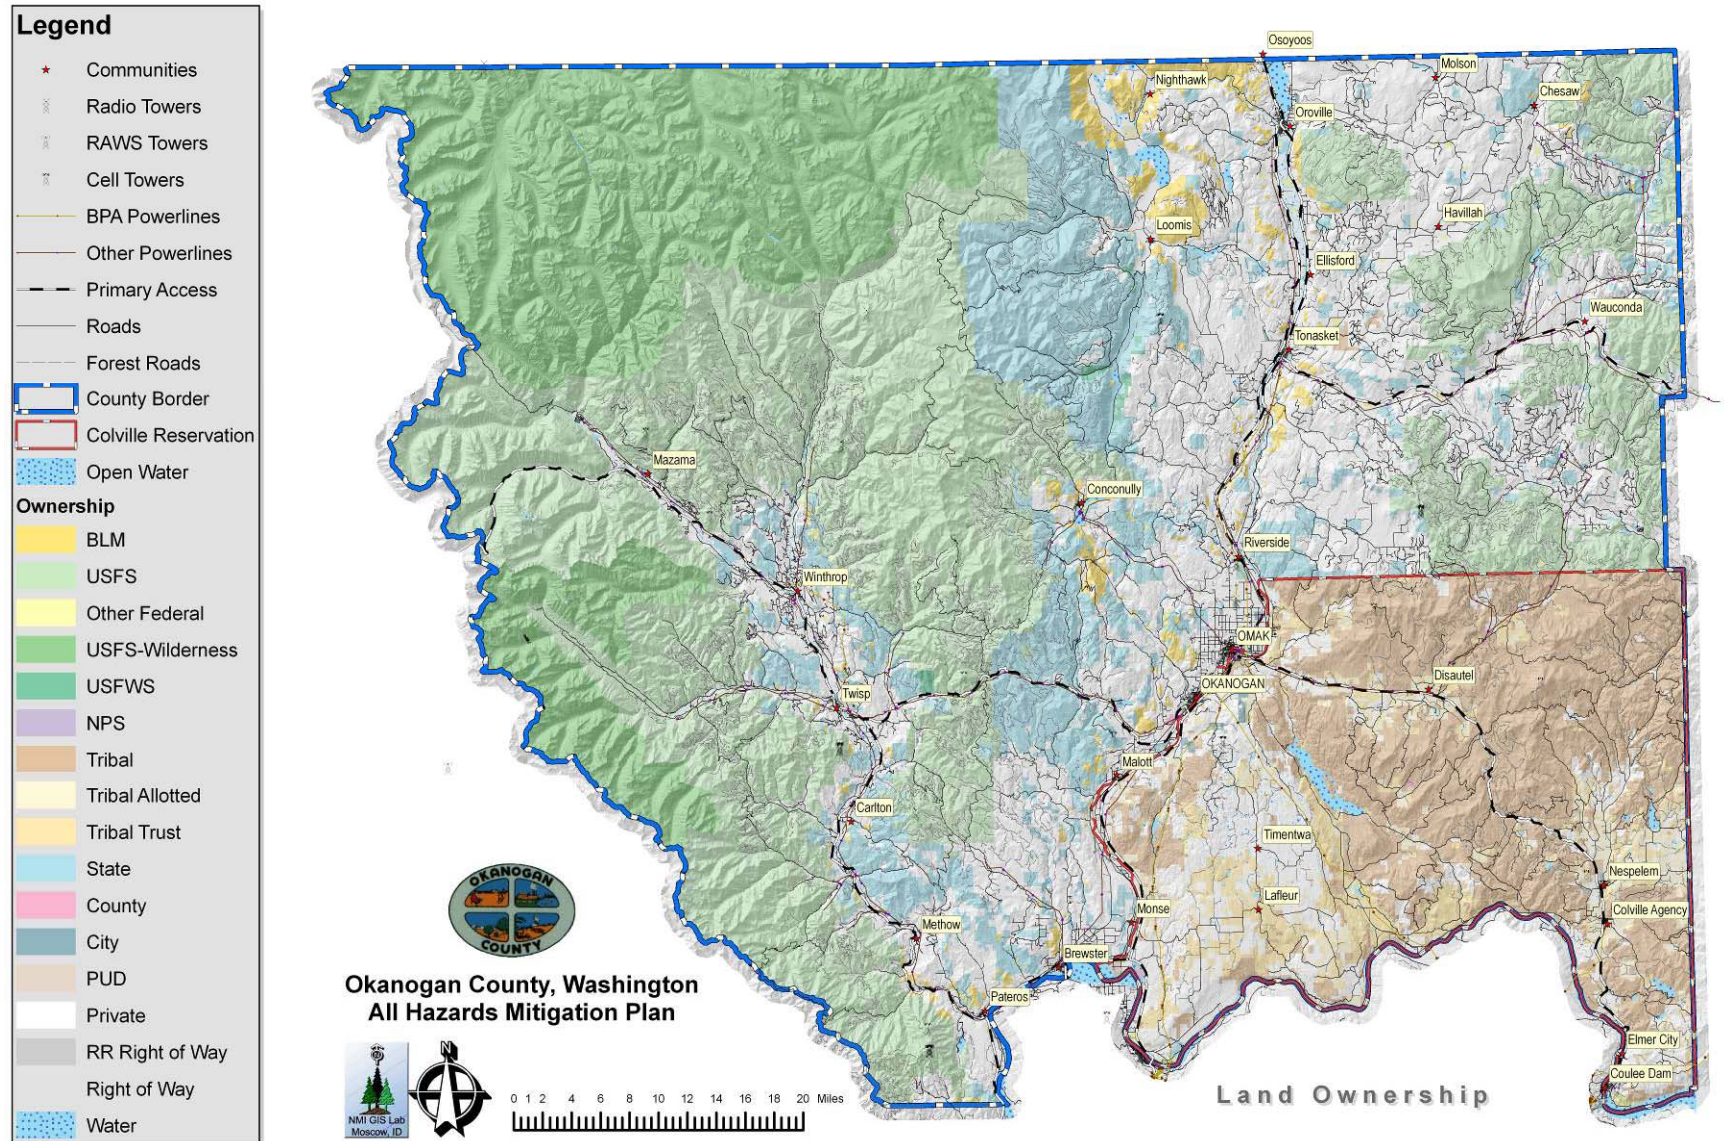 Legend
Communities
Radio Towers
RAWS Towers
Cell Towers
BPA Powerlines
Other Powerlines
Primary Access
Roads
Forest Roads
County Border
Colville Reservation
Open Water
Ownership
BLM
USFS
Other Federal
USFS-Wilderness
USFWS
NPS
Tribal
Tribal Allotted
Tribal Trust
State
County
City
PUD
Private
RR Right of Way
Right of Way
Water
Osoyoos
Nighthawk
Molson
Chesaw
Oroville
Loomis
Havillah
Ellisford
Wauconda
Tonasket
Mazama
Conconully
Riverside
Winthrop
OMAK
Disautel
OKANOGAN
Twisp
Malott
Carlton
Timentwa
Nespelem
Lafleur
Colville Agency
Methow
Monse
Brewster
Pateros
Elmer City
Coulee Dam
OKANOGAN
COUNTY
Okanogan County, Washington
All Hazards Mitigation Plan
NMI GIS Lab
Moscow, ID
N
0 1 2 4 6 8 10 12 14 16 18 20 Miles
Land Ownership